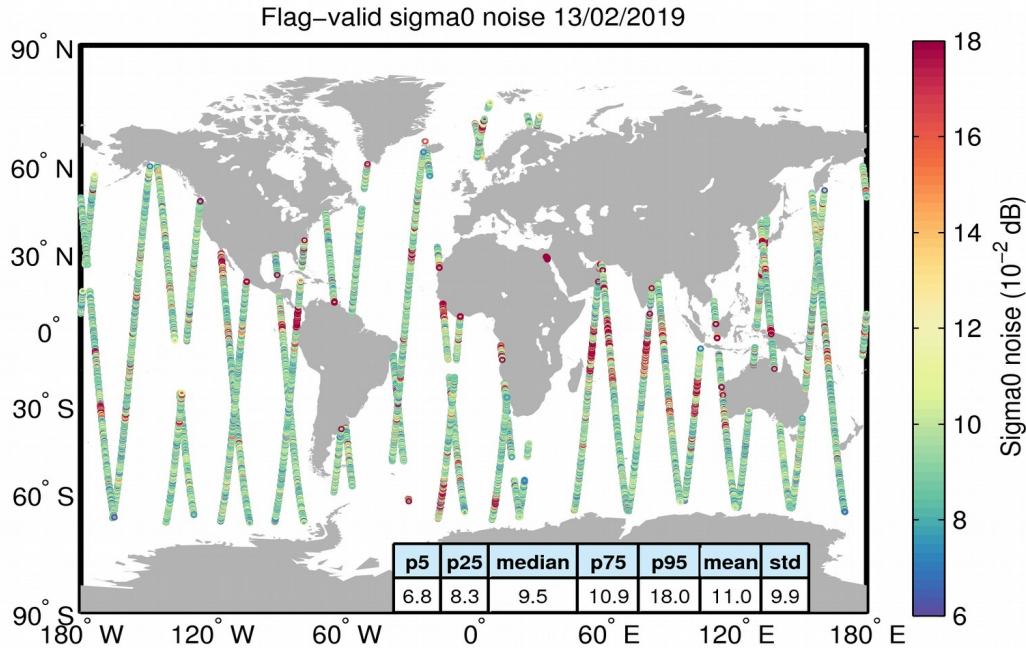 Flag−valid sigma0 noise 13/02/2019
90° N
60° N
30° N
0°
30° S
60° S
90° S
180° W 120° W 60° W 0° 60° E 120° E 180° E
p5 p25 median p75 p95 mean std
6.8 8.3 9.5 10.9 18.0 11.0 9.9
18
16
14
12
10
8
6
Sigma0 noise (10⁻² dB)